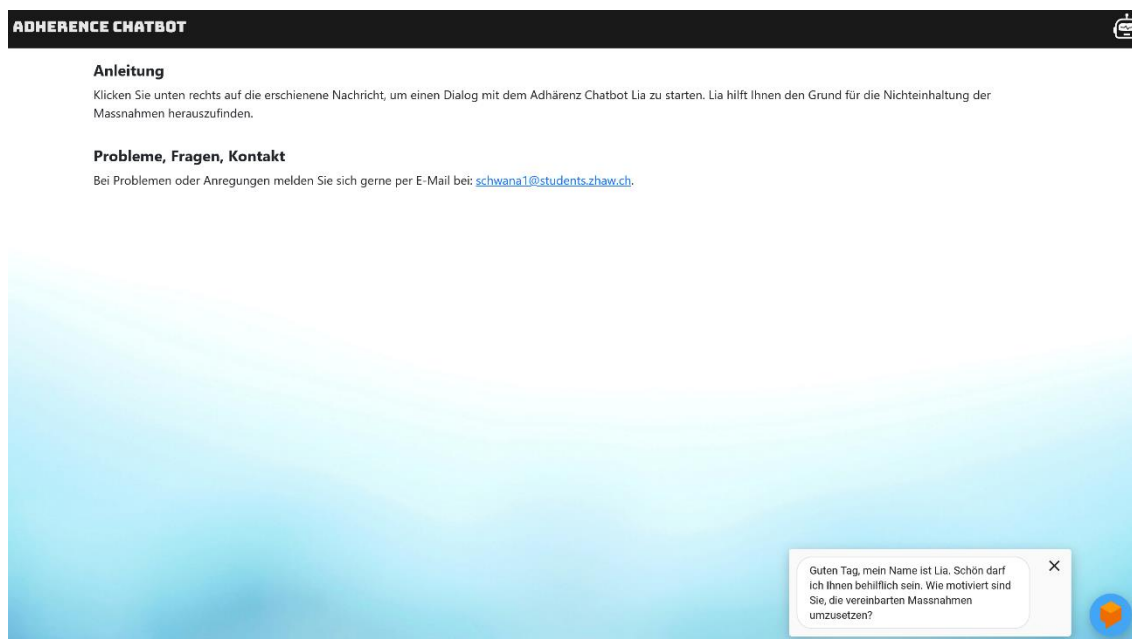 ADHERENCE CHATBOT
Anleitung
Klicken Sie unten rechts auf die erschienene Nachricht, um einen Dialog mit dem Adhärenz Chatbot Lia zu starten. Lia hilft Ihnen den Grund für die Nichteinhaltung der
Massnahmen herauszufinden.
Probleme, Fragen, Kontakt
Bei Problemen oder Anregungen melden Sie sich gerne per E-Mail bei: schwana1@students.zhaw.ch.
Guten Tag, mein Name ist Lia. Schön darf
ich Ihnen behilflich sein. Wie motiviert sind
Sie, die vereinbarten Massnahmen
umzusetzen?